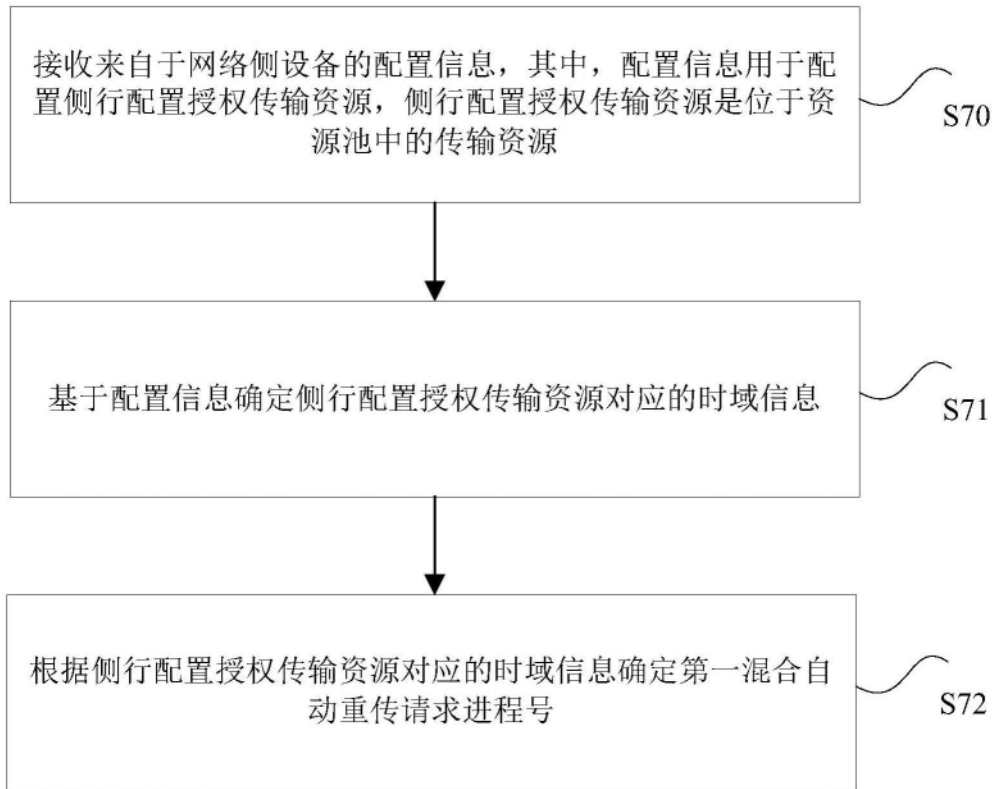 接收来自于网络侧设备的配置信息，其中，配置信息用于配
置侧行配置授权传输资源，侧行配置授权传输资源是位于资
源池中的传输资源
S70
基于配置信息确定侧行配置授权传输资源对应的时域信息
S71
根据侧行配置授权传输资源对应的时域信息确定第一混合自
动重传请求进程号
S72